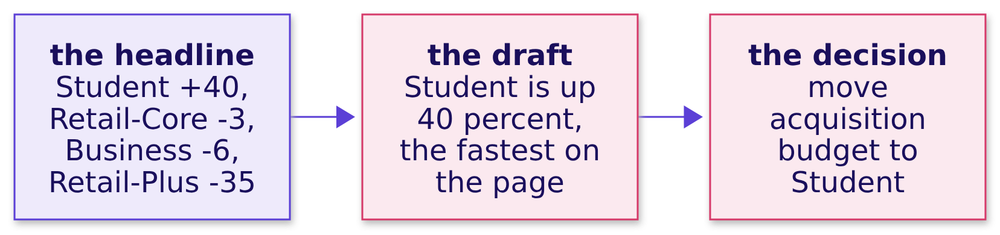 the headline
Student +40,
Retail-Core -3,
Business -6,
Retail-Plus -35
the draft
Student is up
40 percent,
the fastest on
the page
the decision
move
acquisition
budget to
Student